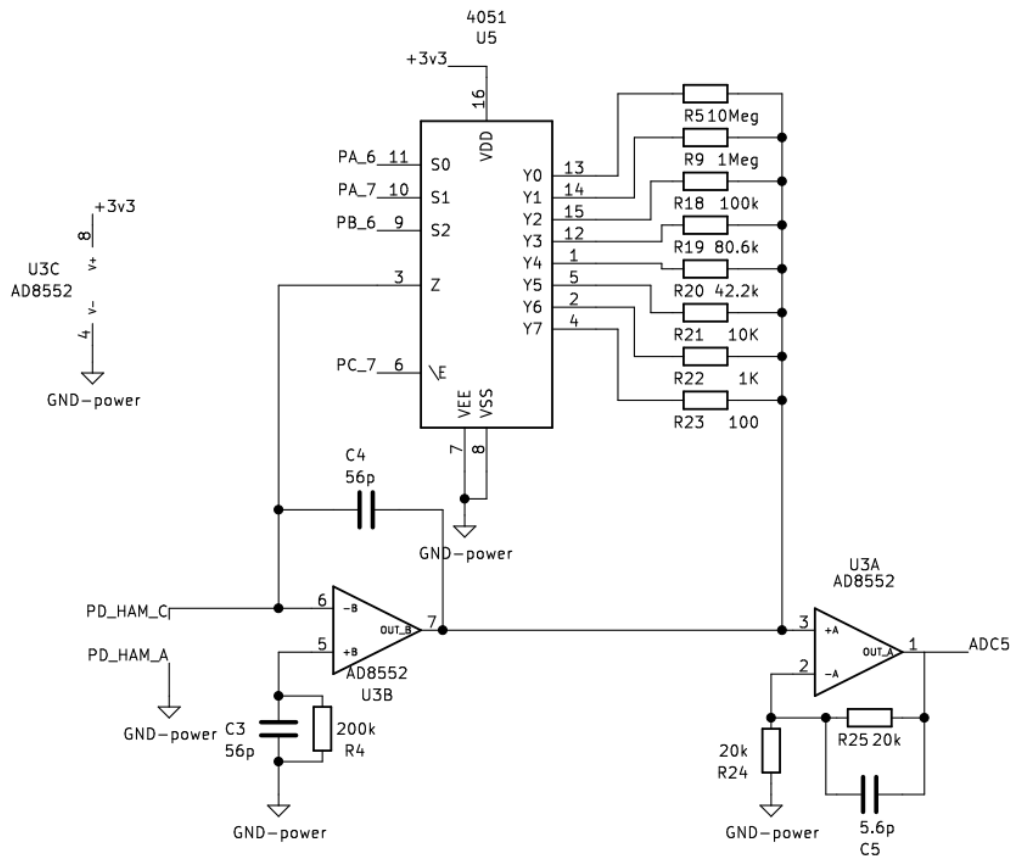 4051
U5
+3v3
16
VDD
R5 10Meg
R9 1Meg
R18 100k
R19 80.6k
R20 42.2k
R21 10K
R22 1K
R23 100
PA_6 11 S0
PA_7 10 S1
PB_6 9 S2
3 Z
PC_7 6 \E
Y0 13
Y1 14
Y2 15
Y3 12
Y4 1
Y5 5
Y6 2
Y7 4
VEE VSS
7 8
GND-power
+3v3
8
V+
U3C
AD8552
V-
4
GND-power
C4
56p
PD_HAM_C
6 -B
OUT_B 7
5 +B
AD8552
U3B
PD_HAM_A
GND-power
C3
56p
200k
R4
GND-power
U3A
AD8552
3 +A
OUT_A 1
ADC5
2 -A
R25 20k
20k
R24
GND-power
5.6p
C5